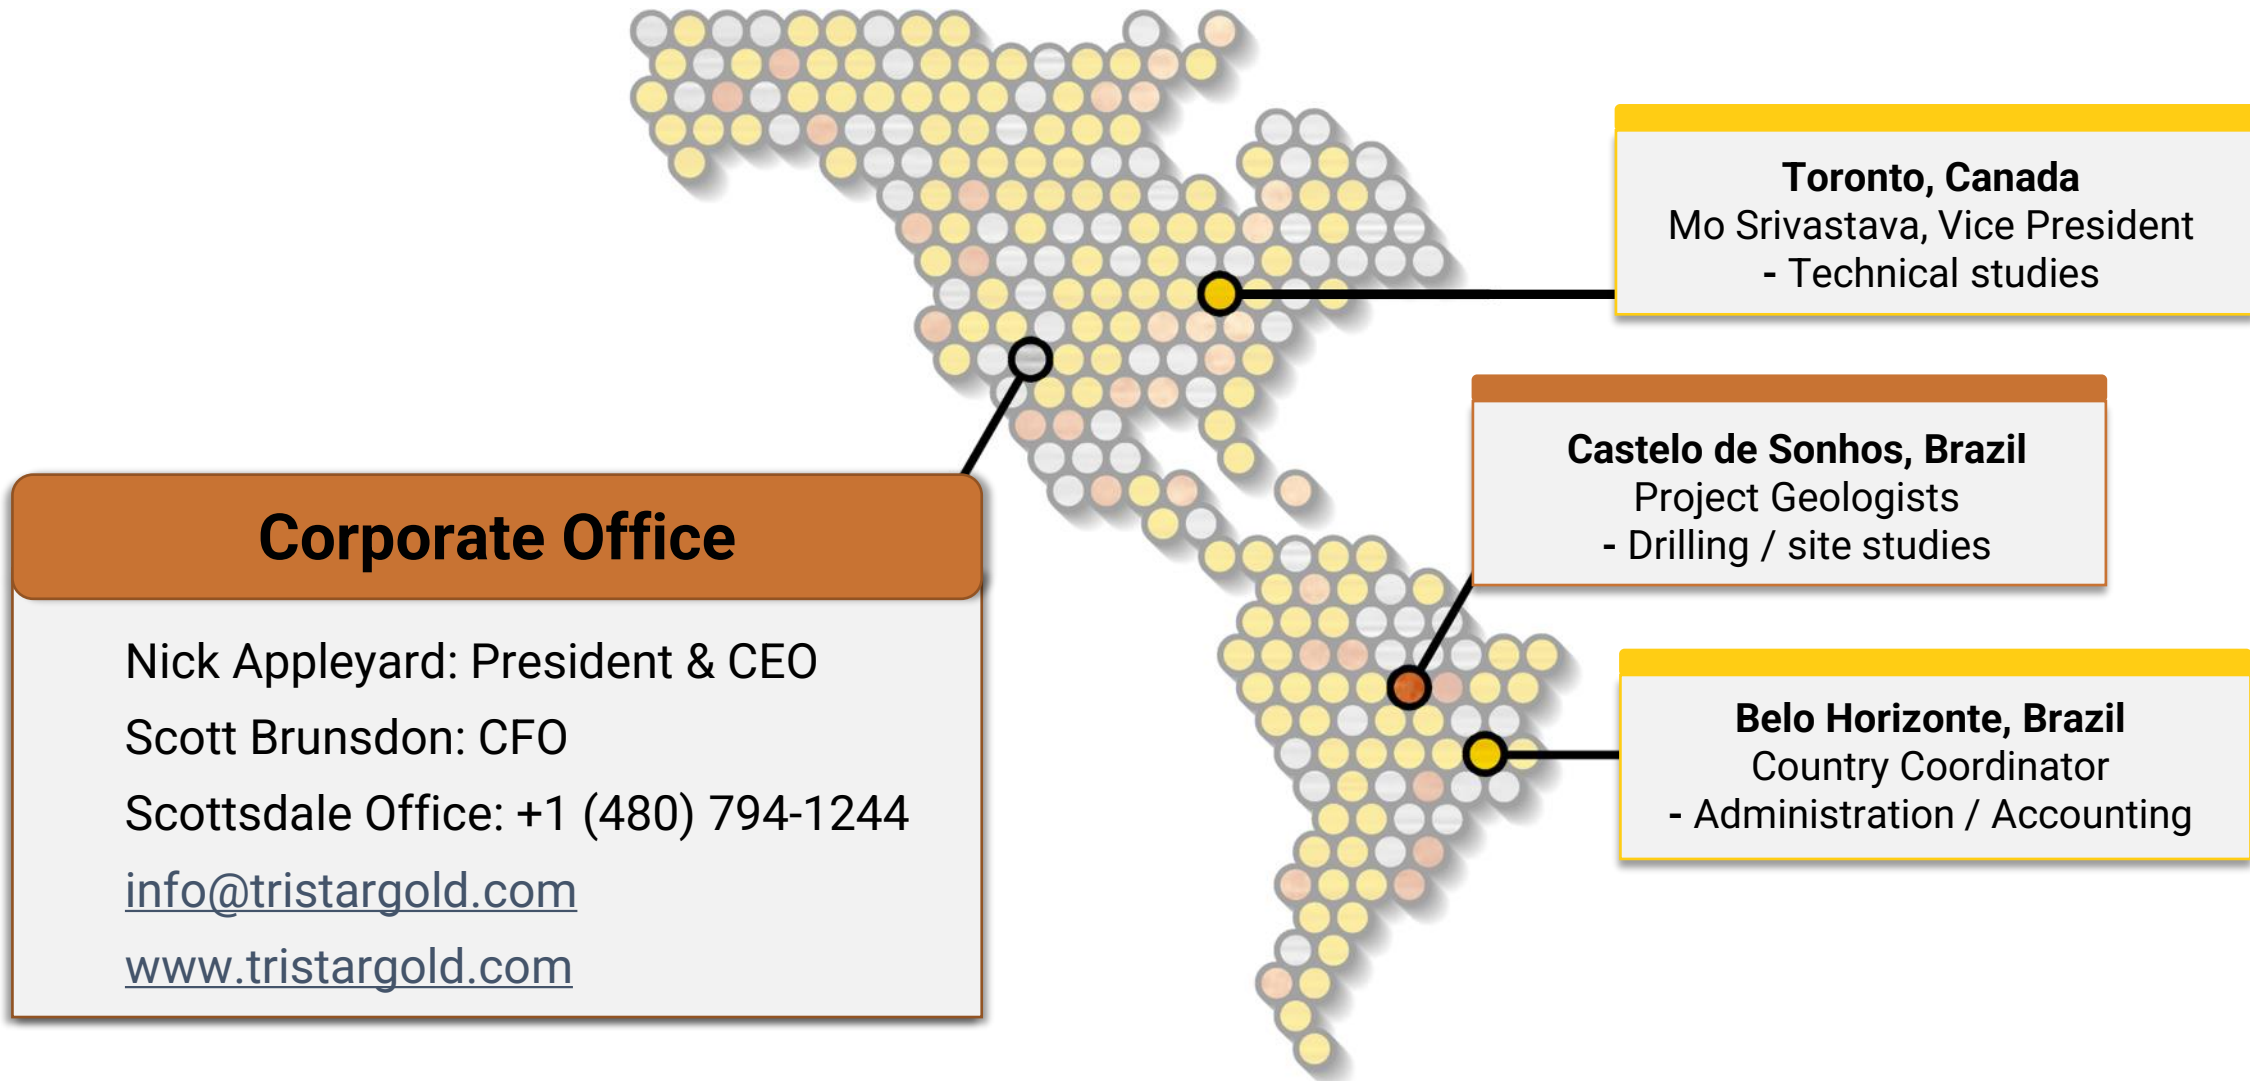 Toronto, Canada
Mo Srivastava, Vice President
- Technical studies
Castelo de Sonhos, Brazil
Project Geologists
- Drilling / site studies
Corporate Office
Nick Appleyard: President & CEO
Scott Brunsdon: CFO
Scottsdale Office: +1 (480) 794-1244
info@tristargold.com
www.tristargold.com
Belo Horizonte, Brazil
Country Coordinator
- Administration / Accounting